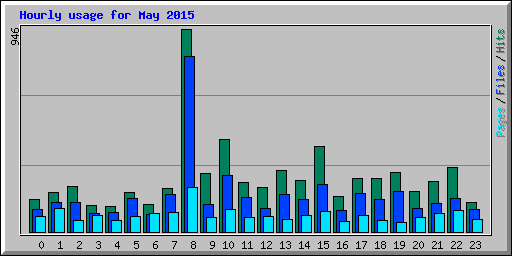 Hourly usage for May 2015
946
Pages / Files / Hits
0 1 2 3 4 5 6 7 8 9 10 11 12 13 14 15 16 17 18 19 20 21 22 23